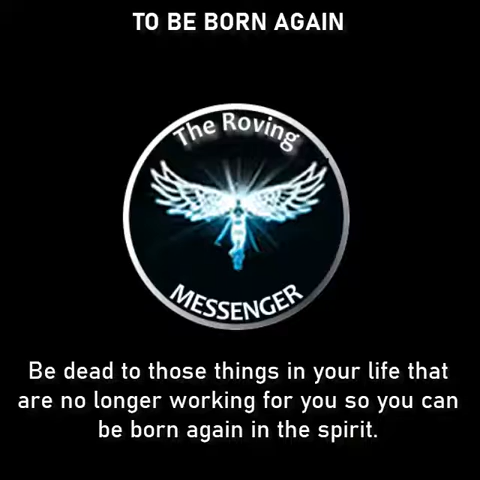 TO BE BORN AGAIN
The Roving
MESSENGER
Be dead to those things in your life that
are no longer working for you so you can
be born again in the spirit.